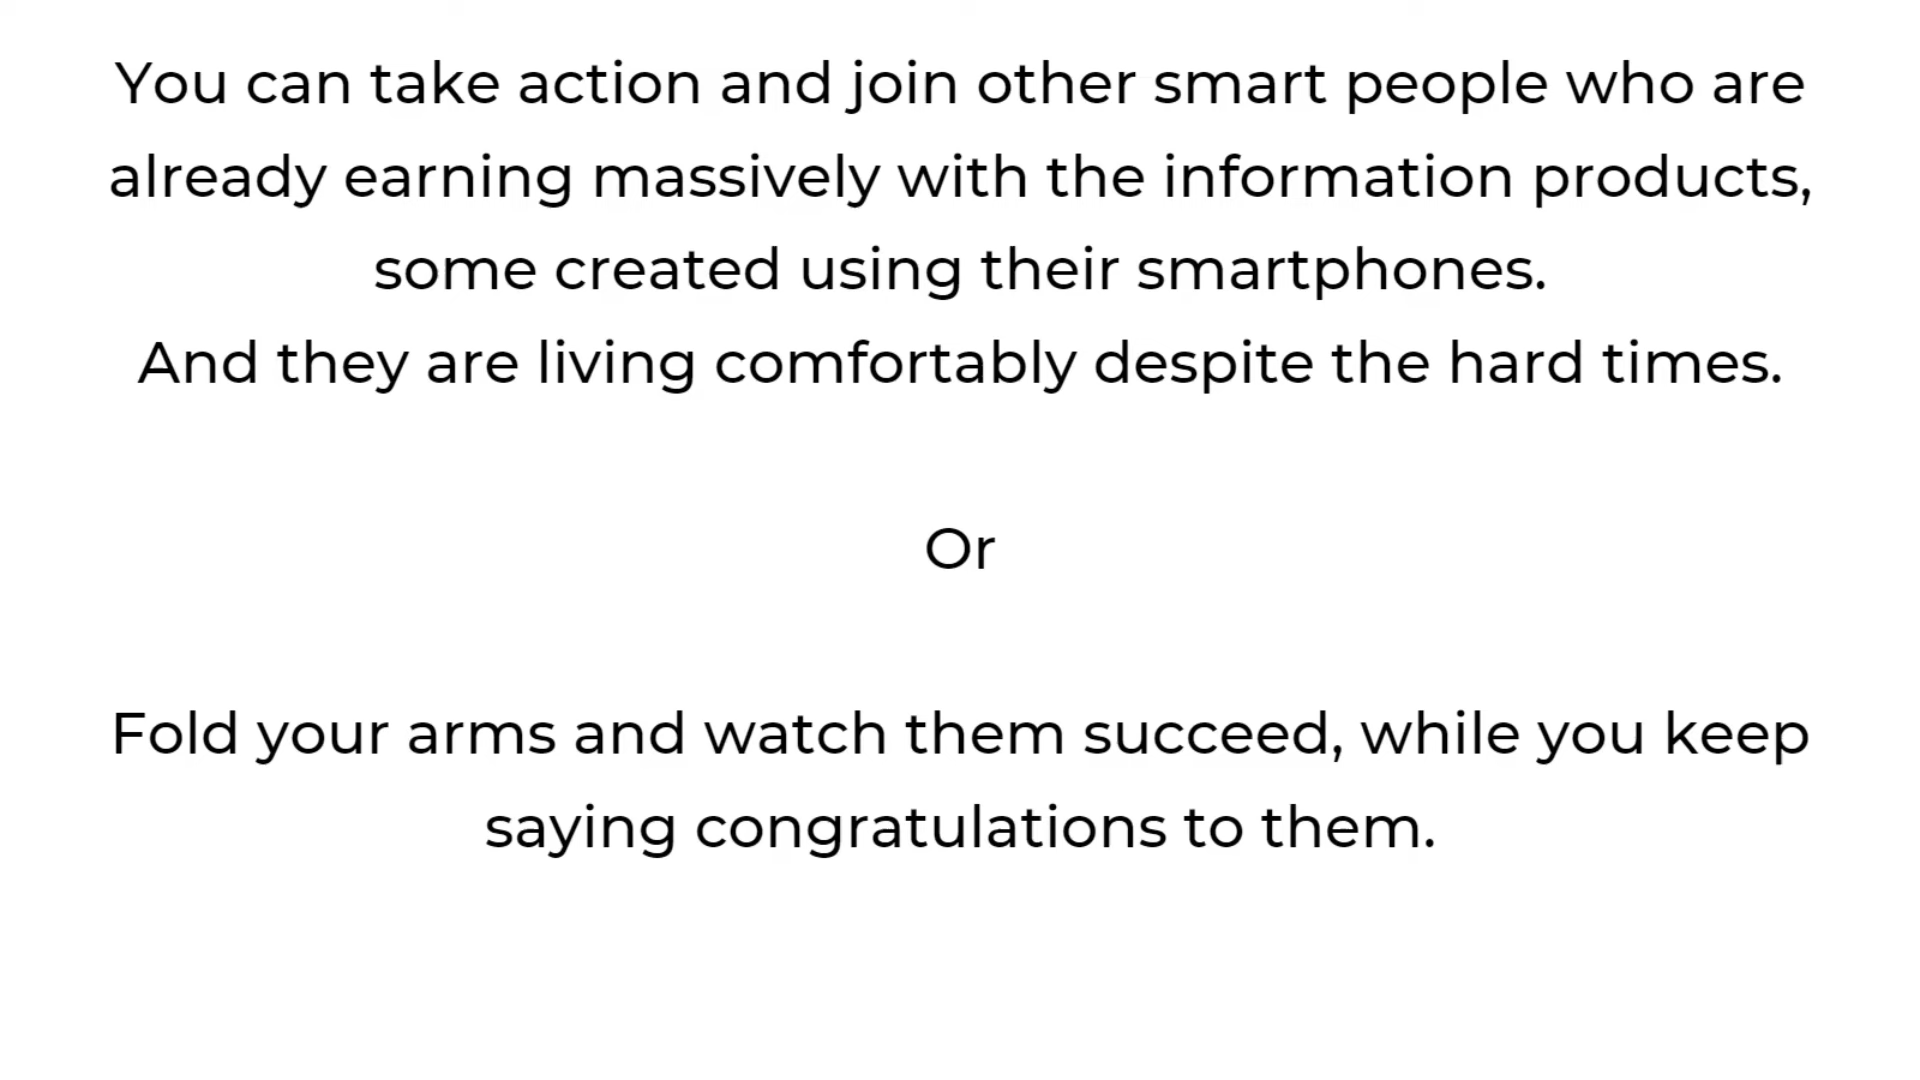 You can take action and join other smart people who are
already earning massively with the information products,
some created using their smartphones.
And they are living comfortably despite the hard times.
Or
Fold your arms and watch them succeed, while you keep
saying congratulations to them.